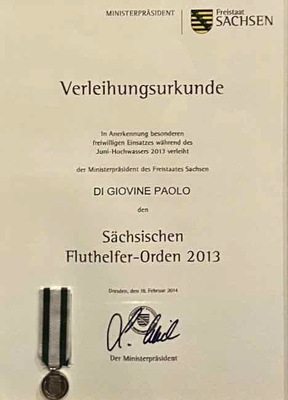 MINISTERPRÄSIDENT
Freistaat
SACHSEN
Verleihungsurkunde
In Anerkennung besonderen
freiwilligen Einsatzes während des
Juni-Hochwassers 2013 verleiht
der Ministerpräsident des Freistaates Sachsen
DI GIOVINE PAOLO
den
Sächsischen
Fluthelfer-Orden 2013
Dresden, den 18. Februar 2014
Der Ministerpräsident